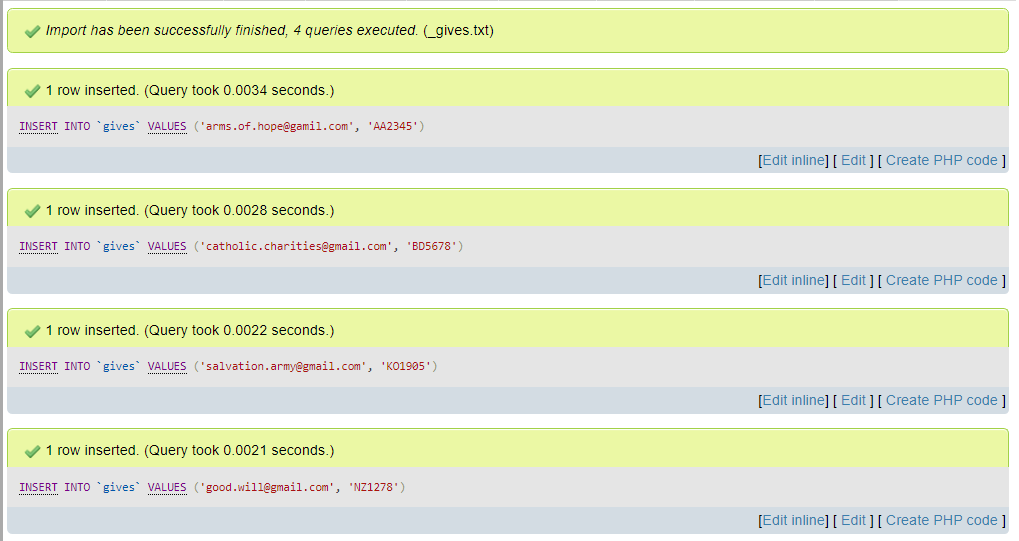 Import has been successfully finished, 4 queries executed. (_gives.txt)
1 row inserted. (Query took 0.0034 seconds.)
INSERT INTO `gives` VALUES ('arms.of.hope@gamil.com', 'AA2345')
[Edit inline] [ Edit ] [ Create PHP code ]
1 row inserted. (Query took 0.0028 seconds.)
INSERT INTO `gives` VALUES ('catholic.charities@gmail.com', 'BD5678')
[Edit inline] [ Edit ] [ Create PHP code ]
1 row inserted. (Query took 0.0022 seconds.)
INSERT INTO `gives` VALUES ('salvation.army@gmail.com', 'KO1905')
[Edit inline] [ Edit ] [ Create PHP code ]
1 row inserted. (Query took 0.0021 seconds.)
INSERT INTO `gives` VALUES ('good.will@gmail.com', 'NZ1278')
[Edit inline] [ Edit ] [ Create PHP code ]